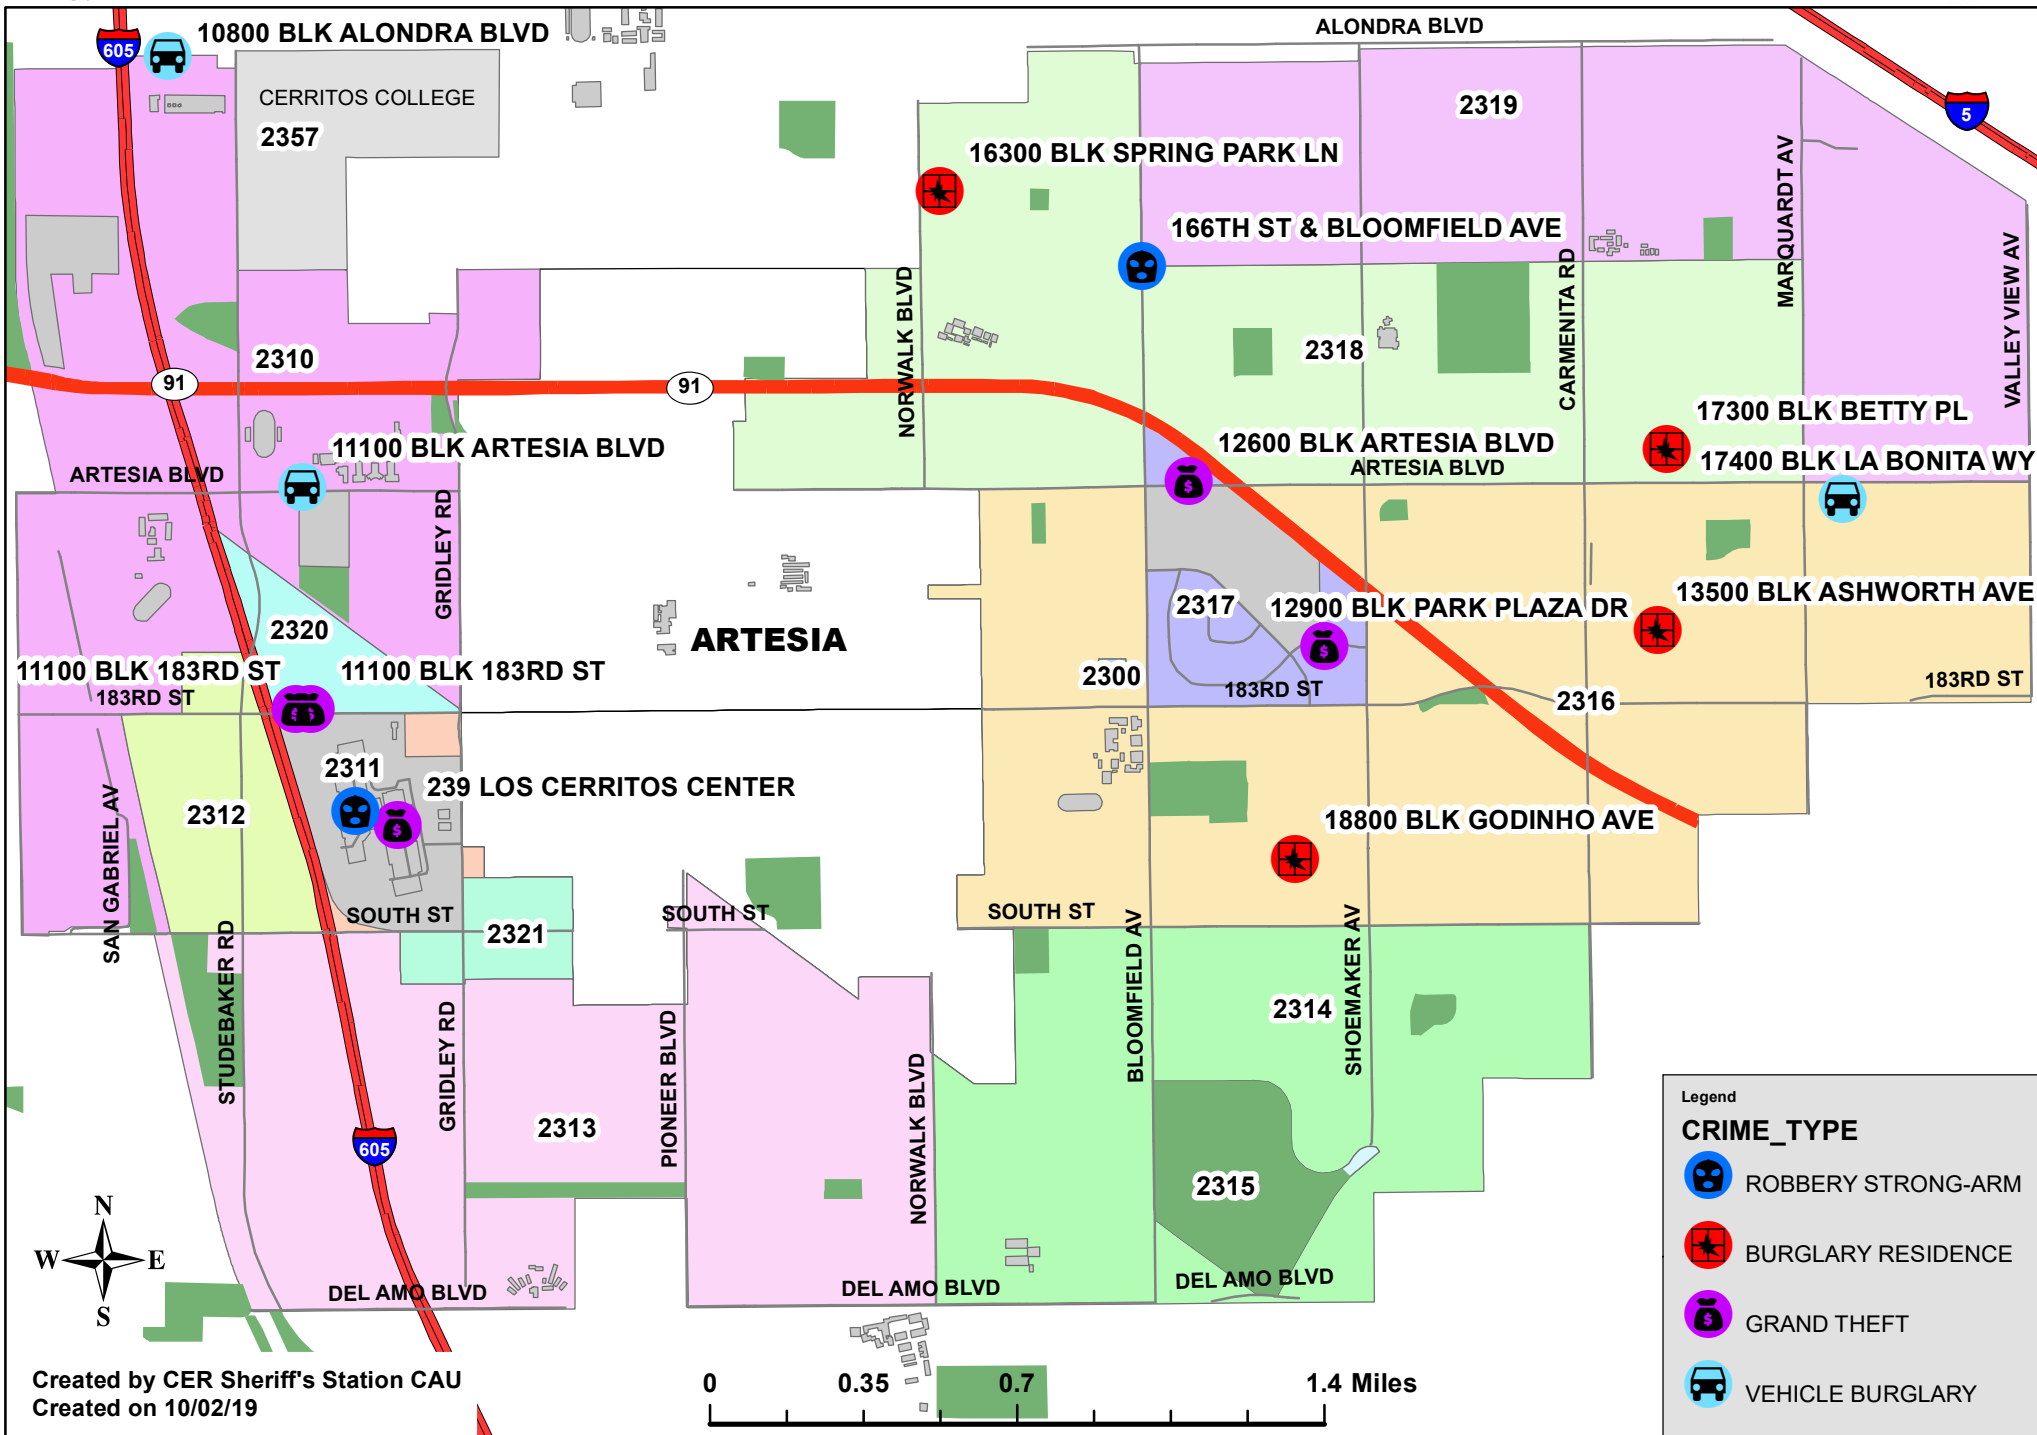 10800 BLK ALONDRA BLVD
ALONDRA BLVD
605
5
CERRITOS COLLEGE
2357
2319
16300 BLK SPRING PARK LN
MARQUARDT AV
166TH ST & BLOOMFIELD AVE
VALLEY VIEW AV
NORWALK BLVD
CARMENITA RD
2310
2318
91
91
17300 BLK BETTY PL
12600 BLK ARTESIA BLVD
11100 BLK ARTESIA BLVD
ARTESIA BLVD
17400 BLK LA BONITA WY
ARTESIA BLVD
GRIDLEY RD
13500 BLK ASHWORTH AVE
2317
12900 BLK PARK PLAZA DR
2320
ARTESIA
11100 BLK 183RD ST
11100 BLK 183RD ST
183RD ST
2300
183RD ST
183RD ST
2316
2311
239 LOS CERRITOS CENTER
2312
18800 BLK GODINHO AVE
SAN GABRIEL AV
SOUTH ST
SOUTH ST
SOUTH ST
2321
STUDEBAKER RD
BLOOMFIELD AV
SHOEMAKER AV
2314
GRIDLEY RD
PIONEER BLVD
NORWALK BLVD
2313
605
2315
DEL AMO BLVD
DEL AMO BLVD
DEL AMO BLVD
N
W
E
S
Legend
CRIME_TYPE
ROBBERY STRONG-ARM
BURGLARY RESIDENCE
GRAND THEFT
VEHICLE BURGLARY
Created by CER Sheriff's Station CAU
Created on 10/02/19
0 0.35 0.7 1.4 Miles